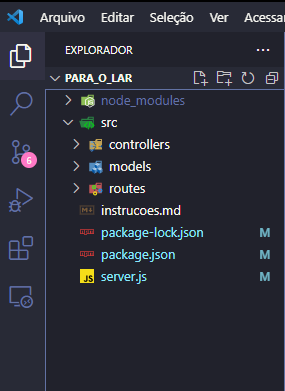 Arquivo Editar Seleção Ver Acessar
EXPLORADOR
PARA_O_LAR
node_modules
src
controllers
models
routes
M↓ instrucoes.md
package-lock.json M
package.json M
JS server.js M
6